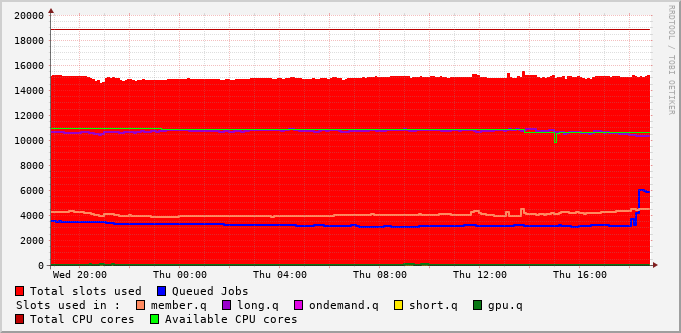 RRDTOOL / TOBI OETIKER
20000
18000
16000
14000
12000
10000
8000
6000
4000
2000
0
Wed 20:00 Thu 00:00 Thu 04:00 Thu 08:00 Thu 12:00 Thu 16:00
Total slots used Queued Jobs
Slots used in : member.q long.q ondemand.q short.q gpu.q
Total CPU cores Available CPU cores